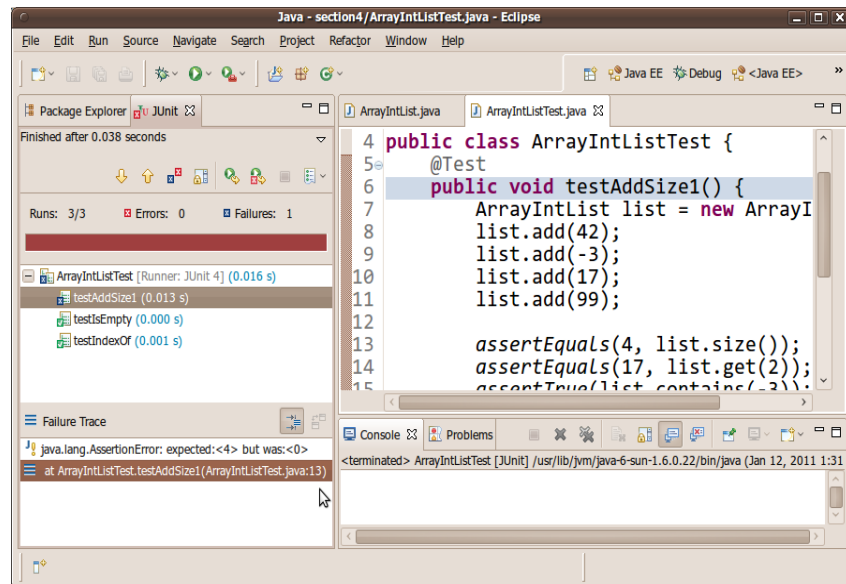 Java - section4/ArrayIntListTest.java - Eclipse
File Edit Run Source Navigate Search Project Refactor Window Help
Java EE Debug <Java EE> »
Package Explorer JUnit
Finished after 0.038 seconds
Runs: 3/3 Errors: 0 Failures: 1
ArrayIntListTest [Runner: JUnit 4] (0.016 s)
testAddSize1 (0.013 s)
testIsEmpty (0.000 s)
testIndexOf (0.001 s)
Failure Trace
java.lang.AssertionError: expected:<4> but was:<0>
at ArrayIntListTest.testAddSize1(ArrayIntListTest.java:13)
ArrayIntList.java ArrayIntListTest.java
4 public class ArrayIntListTest {
5 @Test
6 public void testAddSize1() {
7 ArrayIntList list = new ArrayI
8 list.add(42);
9 list.add(-3);
10 list.add(17);
11 list.add(99);
12
13 assertEquals(4, list.size());
14 assertEquals(17, list.get(2));
15 assertTrue(list.contains(-3));
Console Problems
<terminated> ArrayIntListTest [JUnit] /usr/lib/jvm/java-6-sun-1.6.0.22/bin/java (Jan 12, 2011 1:31